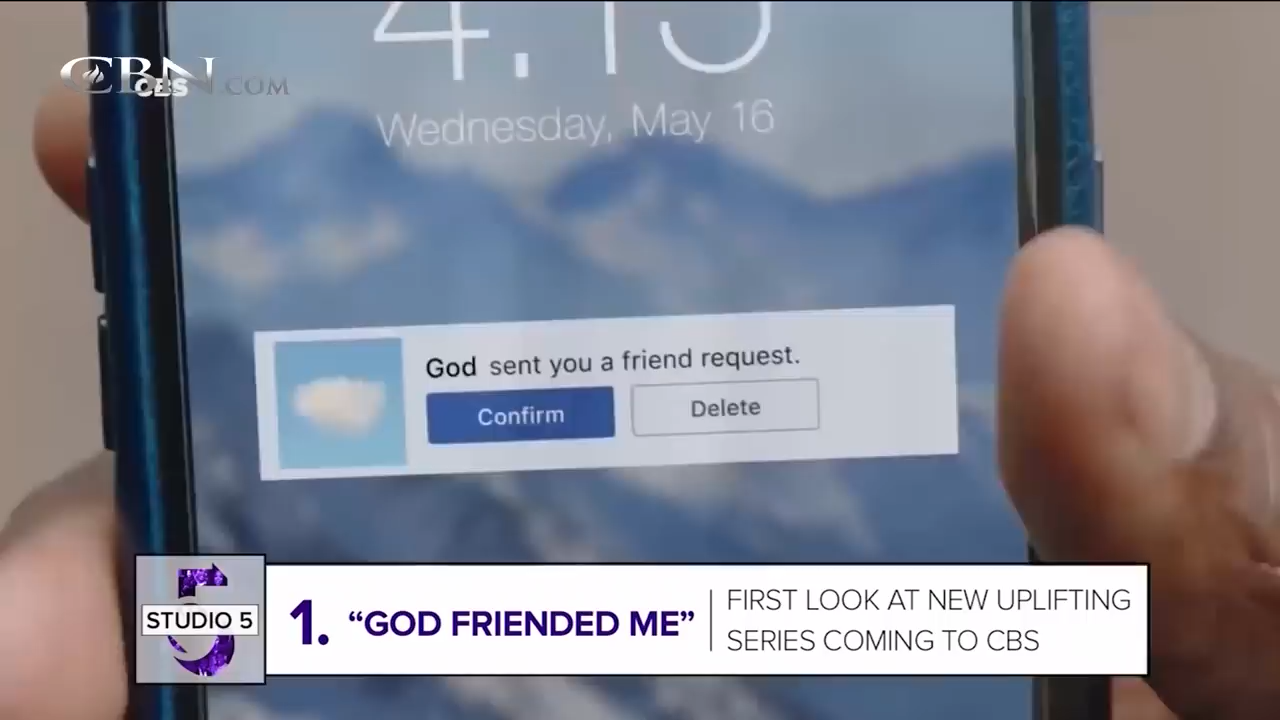 4:15
Wednesday, May 16
CBN.COM
CBS
God sent you a friend request.
Confirm
Delete
STUDIO 5
5
1. “GOD FRIENDED ME”
FIRST LOOK AT NEW UPLIFTING
SERIES COMING TO CBS